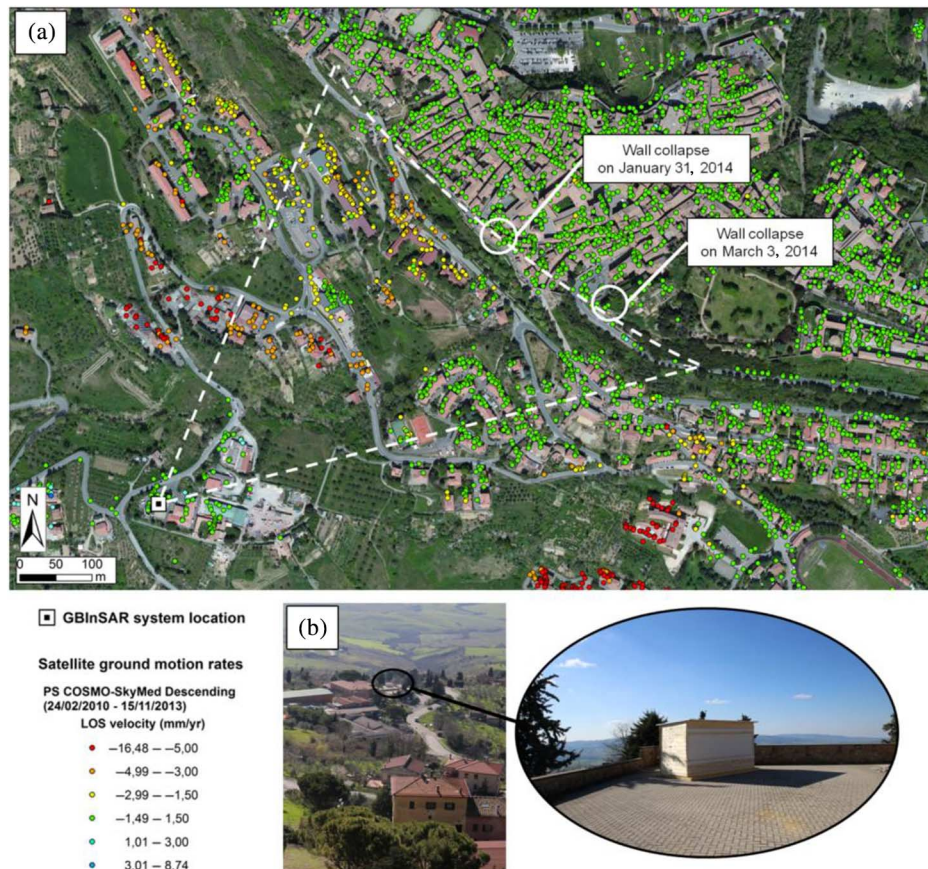 (a)
Wall collapse
on January 31, 2014
Wall collapse
on March 3, 2014
N
0 50 100
m
GBInSAR system location
Satellite ground motion rates
PS COSMO-SkyMed Descending
(24/02/2010 - 15/11/2013)
LOS velocity (mm/yr)
−16,48 – −5,00
−4,99 – −3,00
−2,99 – −1,50
−1,49 – 1,50
1,01 – 3,00
3,01 – 8,74
(b)